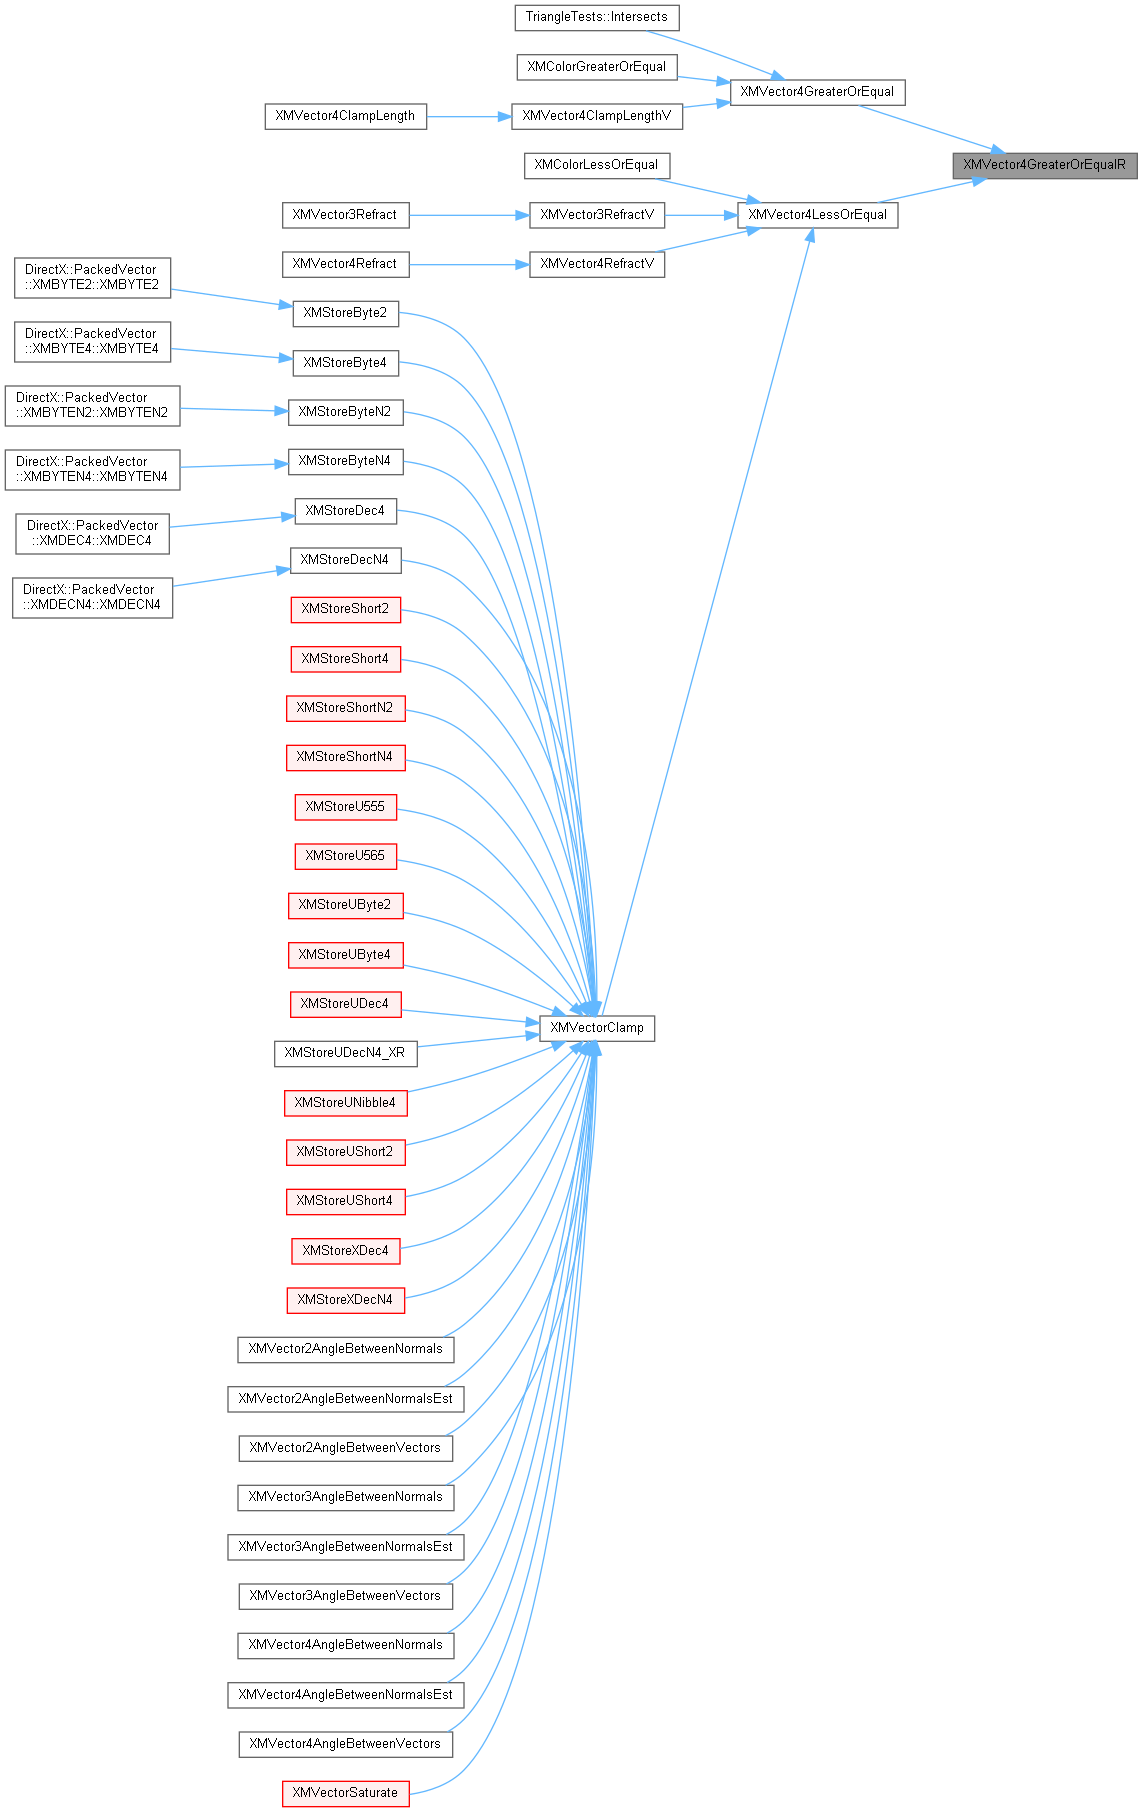 TriangleTests::Intersects
XMColorGreaterOrEqual
XMVector4GreaterOrEqual
XMVector4ClampLength
XMVector4ClampLengthV
XMColorLessOrEqual
XMVector4GreaterOrEqualR
XMVector3Refract
XMVector3RefractV
XMVector4LessOrEqual
XMVector4Refract
XMVector4RefractV
DirectX::PackedVector
::XMBYTE2::XMBYTE2
XMStoreByte2
DirectX::PackedVector
::XMBYTE4::XMBYTE4
XMStoreByte4
DirectX::PackedVector
::XMBYTEN2::XMBYTEN2
XMStoreByteN2
DirectX::PackedVector
::XMBYTEN4::XMBYTEN4
XMStoreByteN4
DirectX::PackedVector
::XMDEC4::XMDEC4
XMStoreDec4
DirectX::PackedVector
::XMDECN4::XMDECN4
XMStoreDecN4
XMStoreShort2
XMStoreShort4
XMStoreShortN2
XMStoreShortN4
XMStoreU555
XMStoreU565
XMStoreUByte2
XMStoreUByte4
XMStoreUDec4
XMVectorClamp
XMStoreUDecN4_XR
XMStoreUNibble4
XMStoreUShort2
XMStoreUShort4
XMStoreXDec4
XMStoreXDecN4
XMVector2AngleBetweenNormals
XMVector2AngleBetweenNormalsEst
XMVector2AngleBetweenVectors
XMVector3AngleBetweenNormals
XMVector3AngleBetweenNormalsEst
XMVector3AngleBetweenVectors
XMVector4AngleBetweenNormals
XMVector4AngleBetweenNormalsEst
XMVector4AngleBetweenVectors
XMVectorSaturate